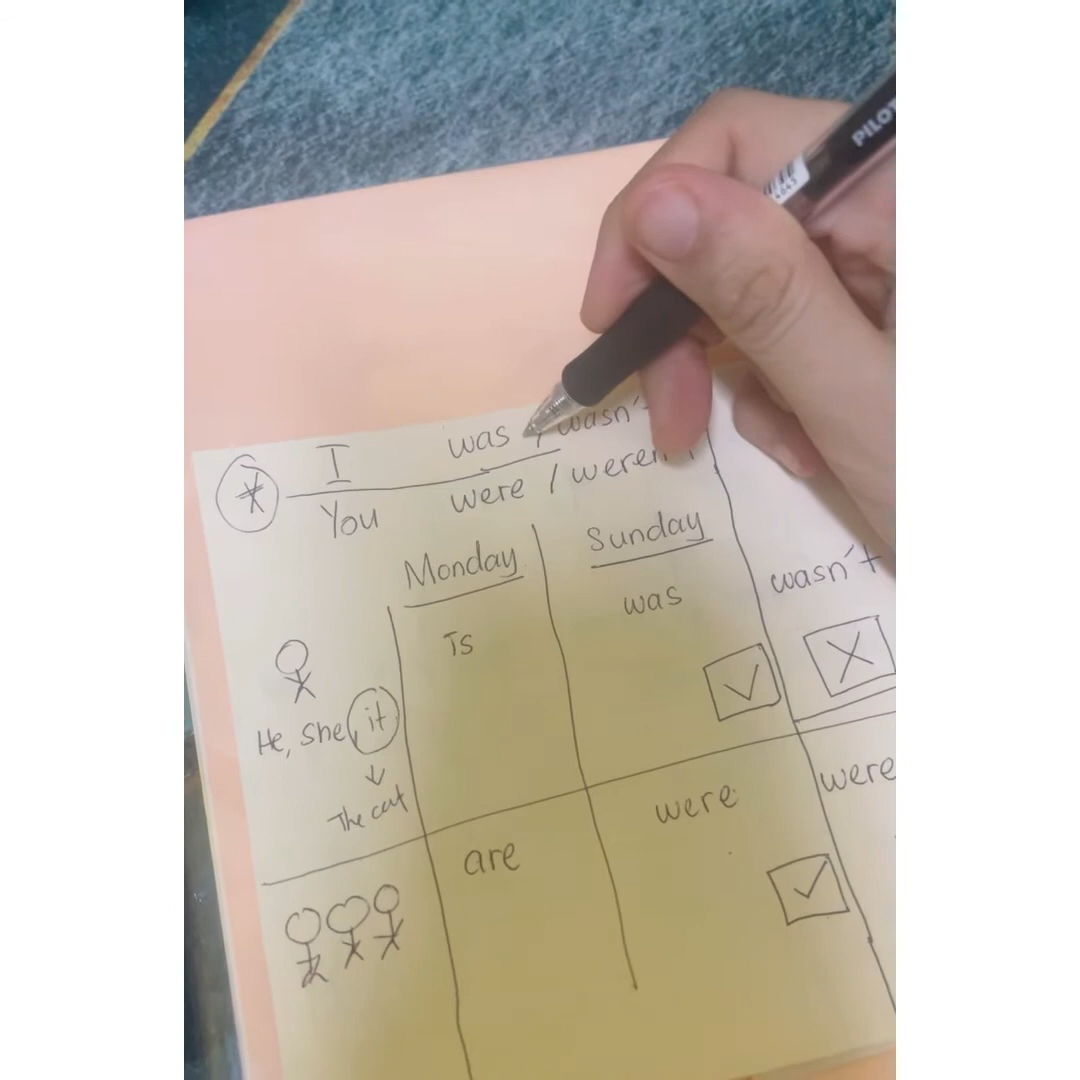 * I was / wasn't
You were / weren't
Monday Sunday
is was wasn't
He, She, it
The cat
are were were
PILOT
4045